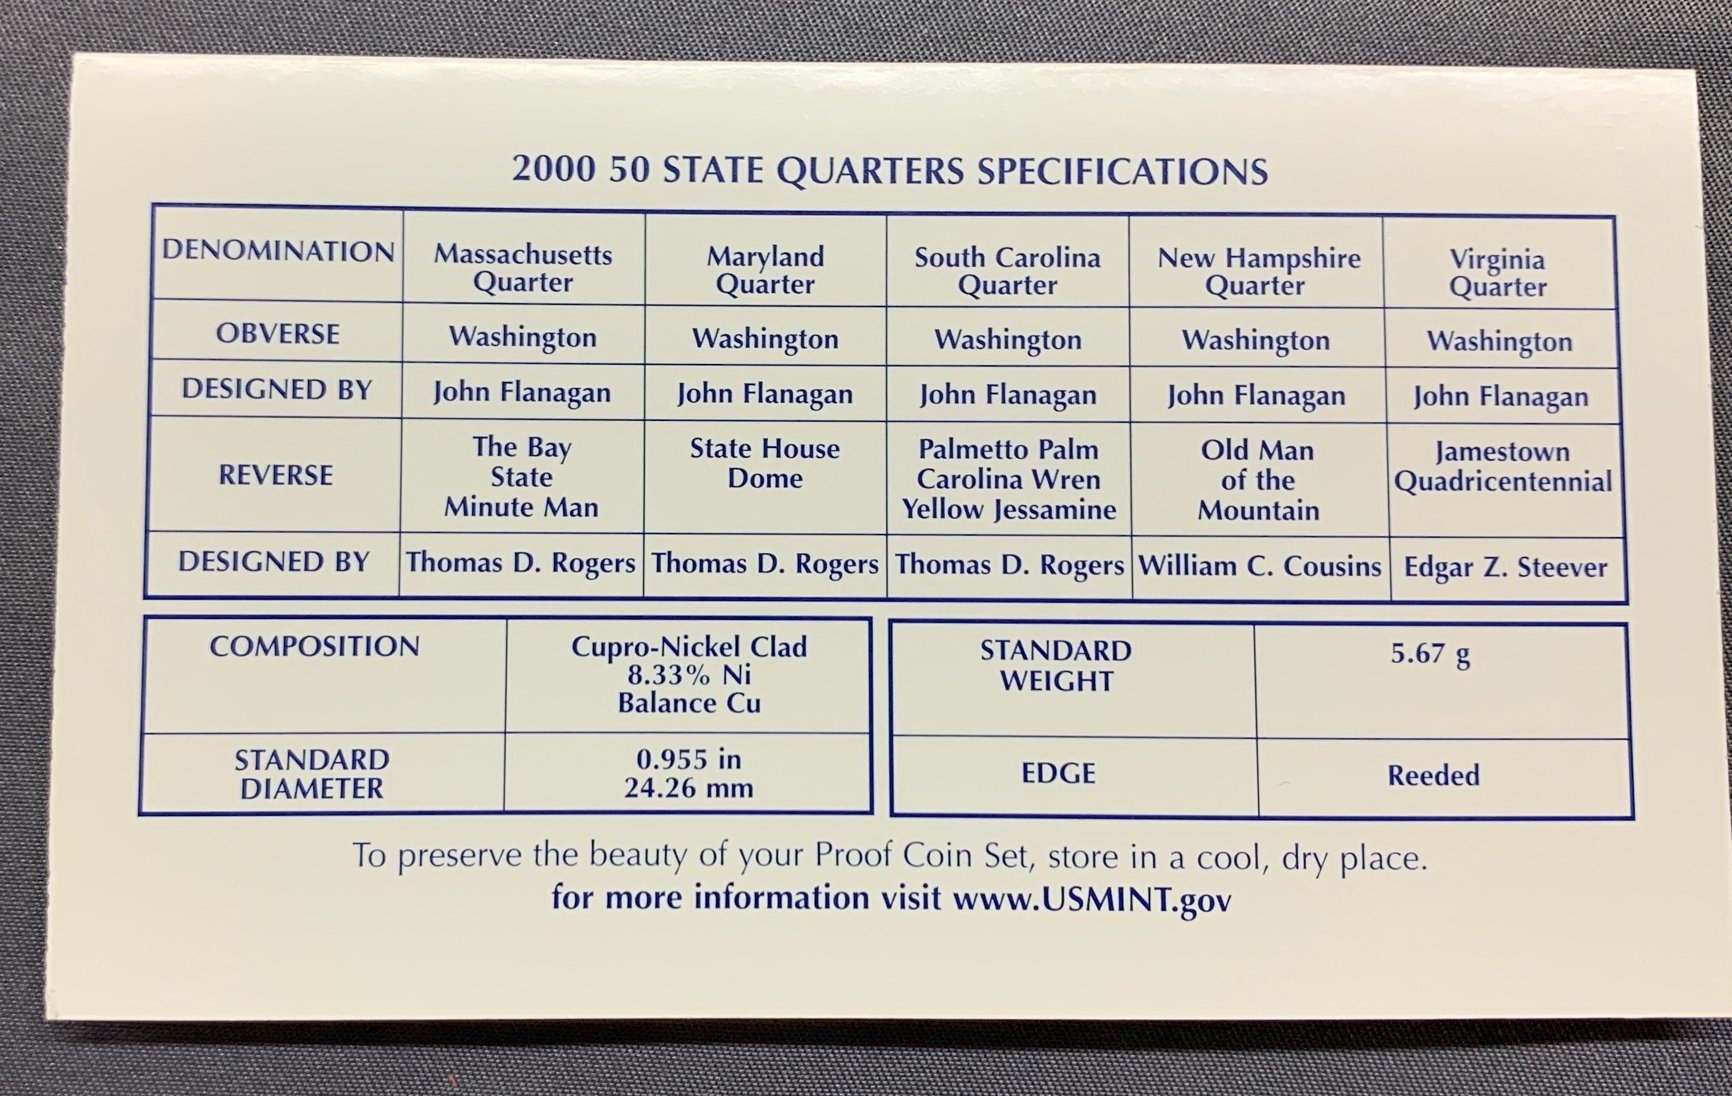 2000 50 STATE QUARTERS SPECIFICATIONS
DENOMINATION Massachusetts Quarter Maryland Quarter South Carolina Quarter New Hampshire Quarter Virginia Quarter
OBVERSE Washington Washington Washington Washington Washington
DESIGNED BY John Flanagan John Flanagan John Flanagan John Flanagan John Flanagan
REVERSE The Bay State Minute Man State House Dome Palmetto Palm Carolina Wren Yellow Jessamine Old Man of the Mountain Jamestown Quadricentennial
DESIGNED BY Thomas D. Rogers Thomas D. Rogers Thomas D. Rogers William C. Cousins Edgar Z. Steever
COMPOSITION
Cupro-Nickel Clad
8.33% Ni
Balance Cu
STANDARD
DIAMETER
0.955 in
24.26 mm
STANDARD
WEIGHT
5.67 g
EDGE
Reeded
To preserve the beauty of your Proof Coin Set, store in a cool, dry place.
for more information visit www.USMINT.gov